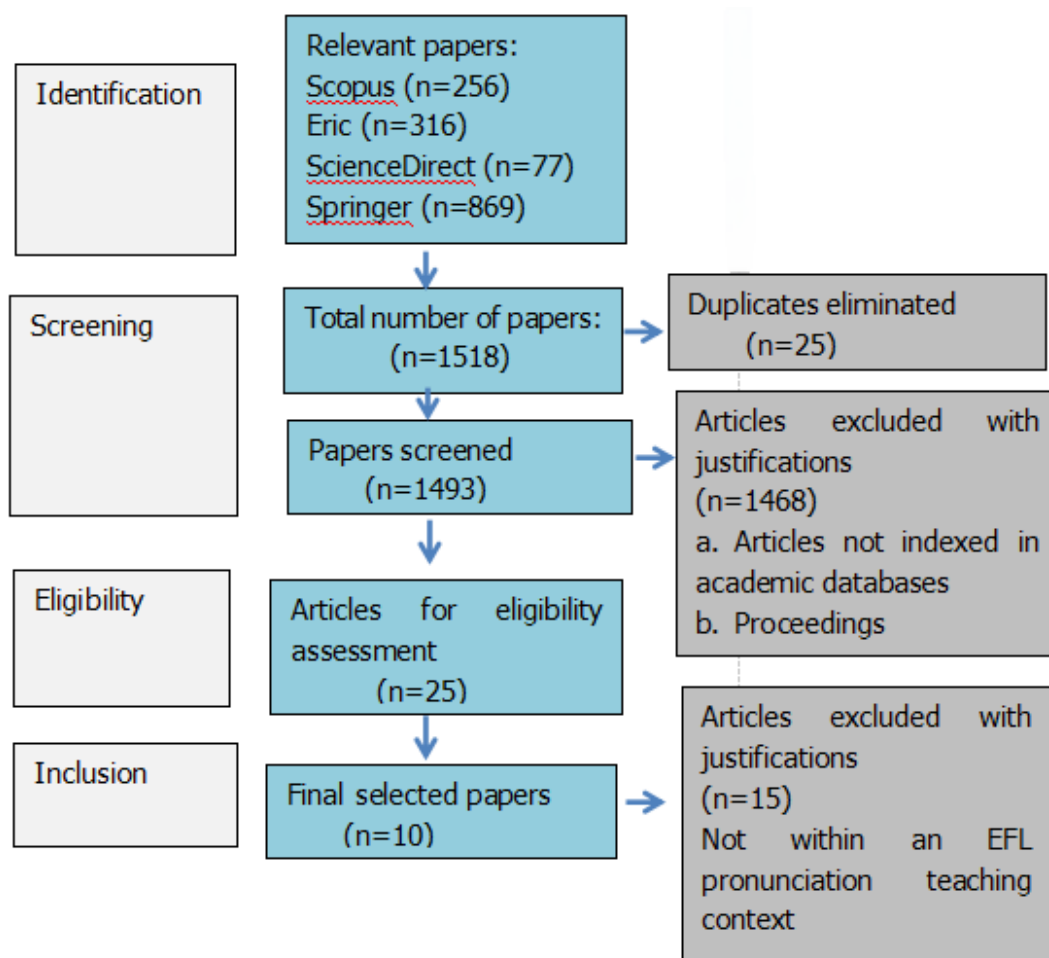 Identification
Relevant papers:
Scopus (n=256)
Eric (n=316)
ScienceDirect (n=77)
Springer (n=869)
Screening
Total number of papers:
(n=1518)
Duplicates eliminated
(n=25)
Papers screened
(n=1493)
Articles excluded with
justifications
(n=1468)
a. Articles not indexed in
academic databases
b. Proceedings
Eligibility
Articles for eligibility
assessment
(n=25)
Inclusion
Final selected papers
(n=10)
Articles excluded with
justifications
(n=15)
Not within an EFL
pronunciation teaching
context